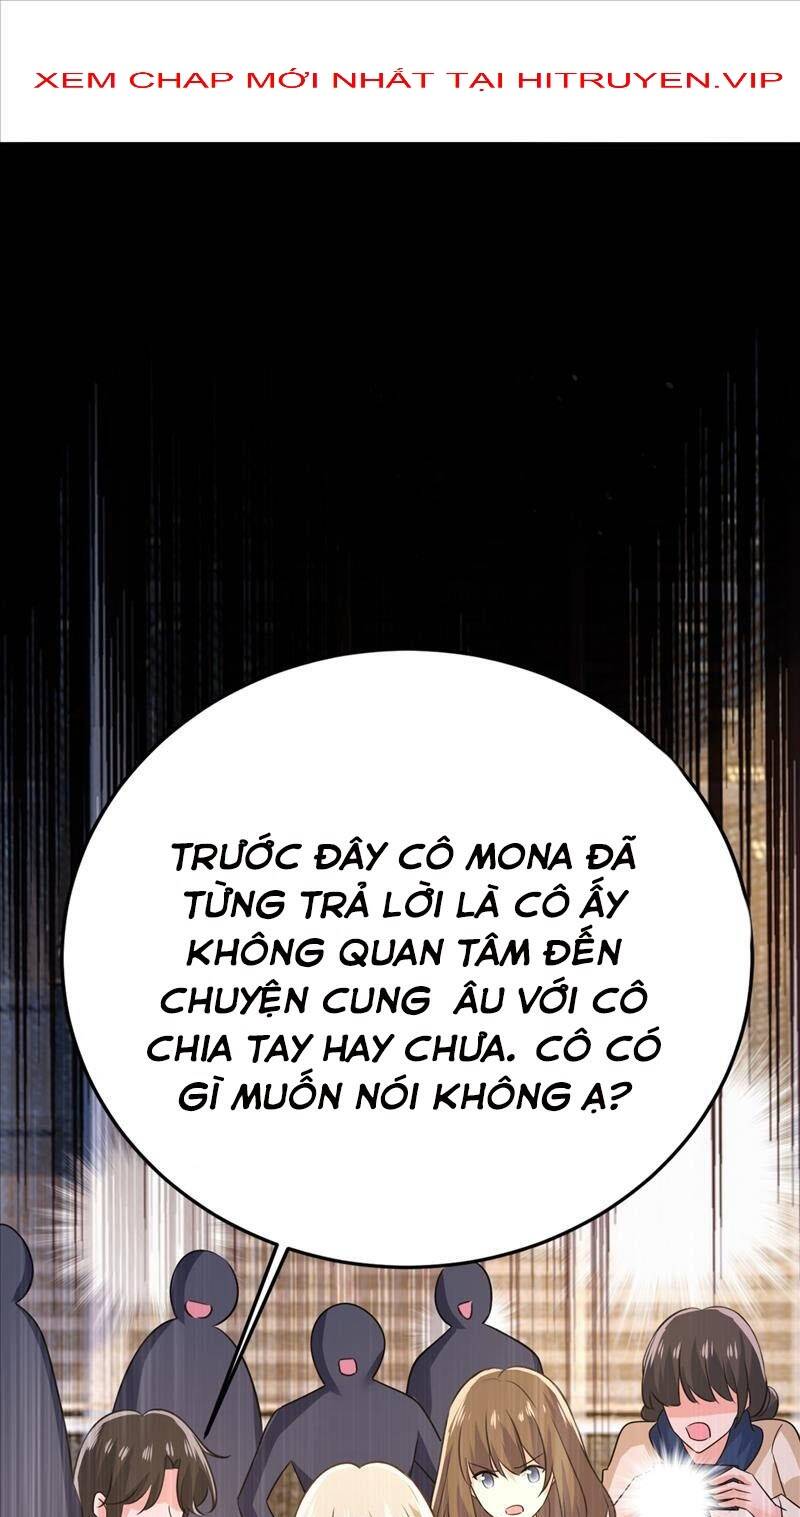 XEM CHAP MỚI NHẤT TẠI HITRUYEN.VIP
TRƯỚC ĐÂY CÔ MONA ĐÃ
TỪNG TRẢ LỜI LÀ CÔ ẤY
KHÔNG QUAN TÂM ĐẾN
CHUYỆN CUNG ÂU VỚI CÔ
CHIA TAY HAY CHƯA. CÔ CÓ
GÌ MUỐN NÓI KHÔNG Ạ?